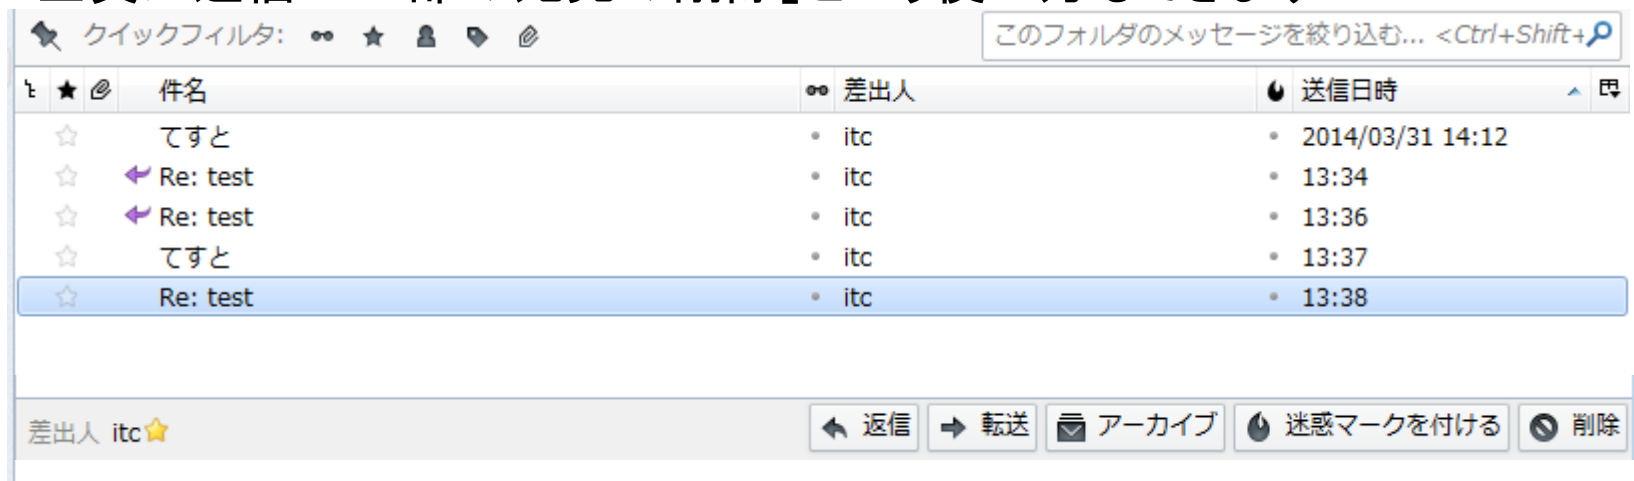 クイックフィルタ: このフォルダのメッセージを絞り込む... <Ctrl+Shift+
件名 差出人 送信日時
てすと itc 2014/03/31 14:12
Re: test itc 13:34
Re: test itc 13:36
てすと itc 13:37
Re: test itc 13:38
差出人 itc 返信 転送 アーカイブ 迷惑マークを付ける 削除